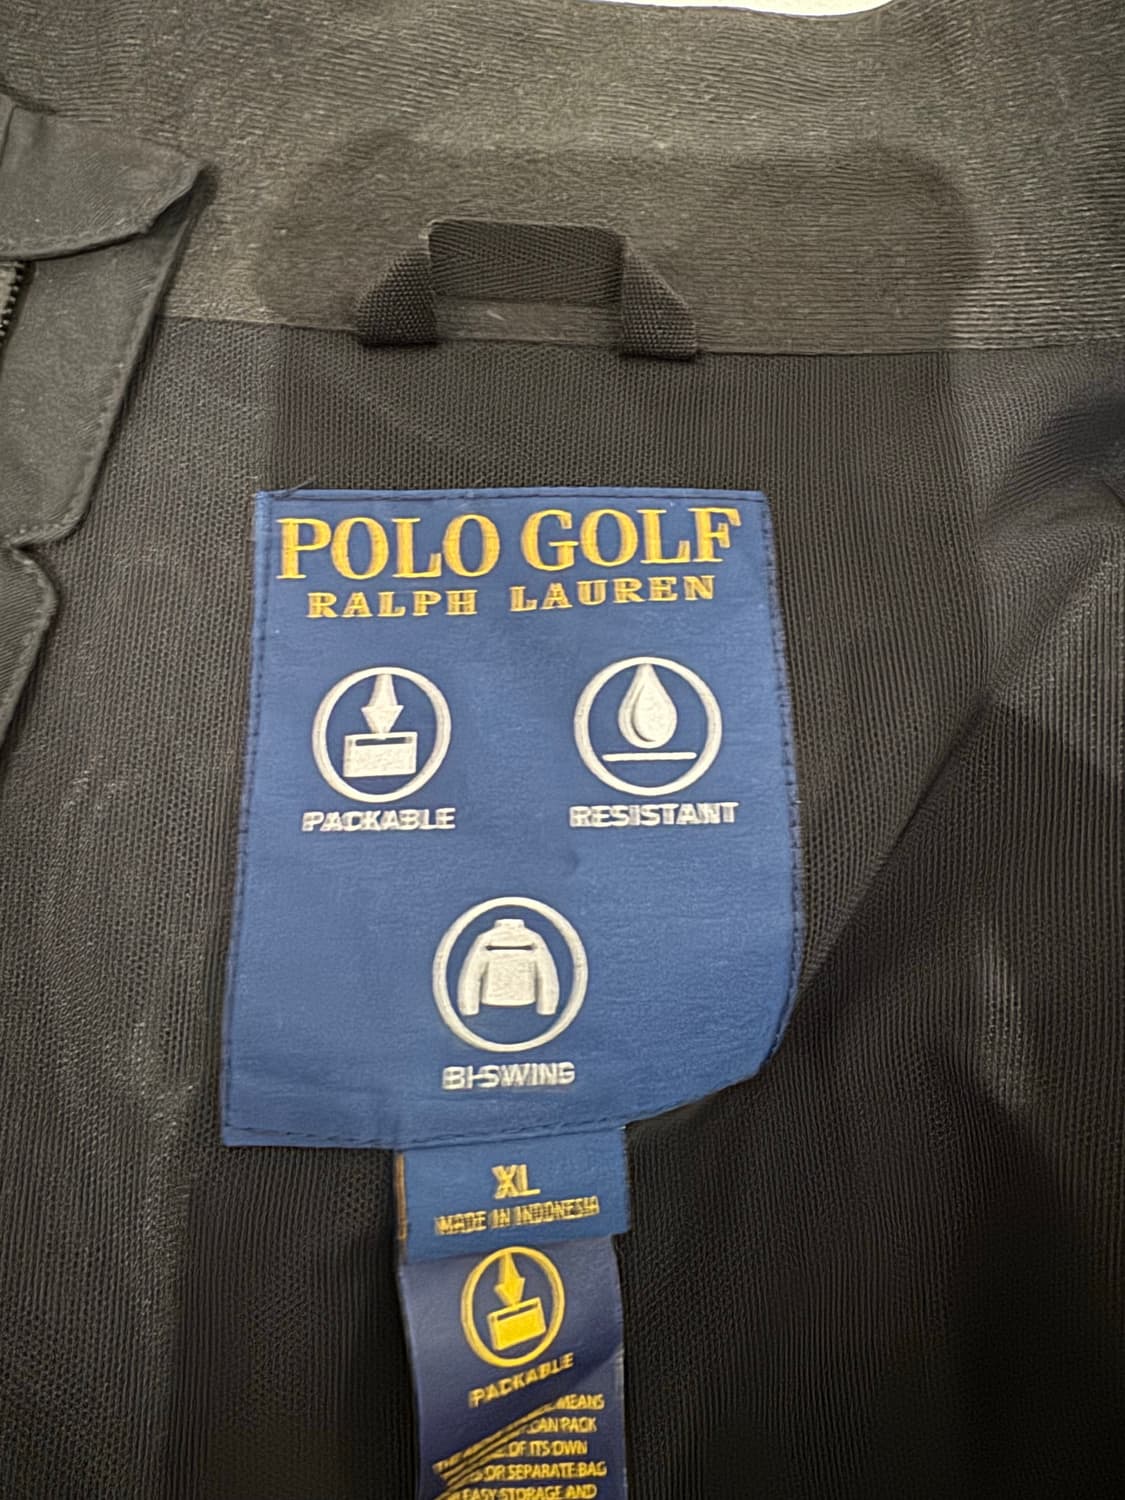 POLO GOLF
RALPH LAUREN
PACKABLE
RESISTANT
BI-SWING
XL
MADE IN INDONESIA
PACKABLE
MEANS
CAN PACK
OF ITS OWN
OR SEPARATE BAG
EASY STORAGE AND